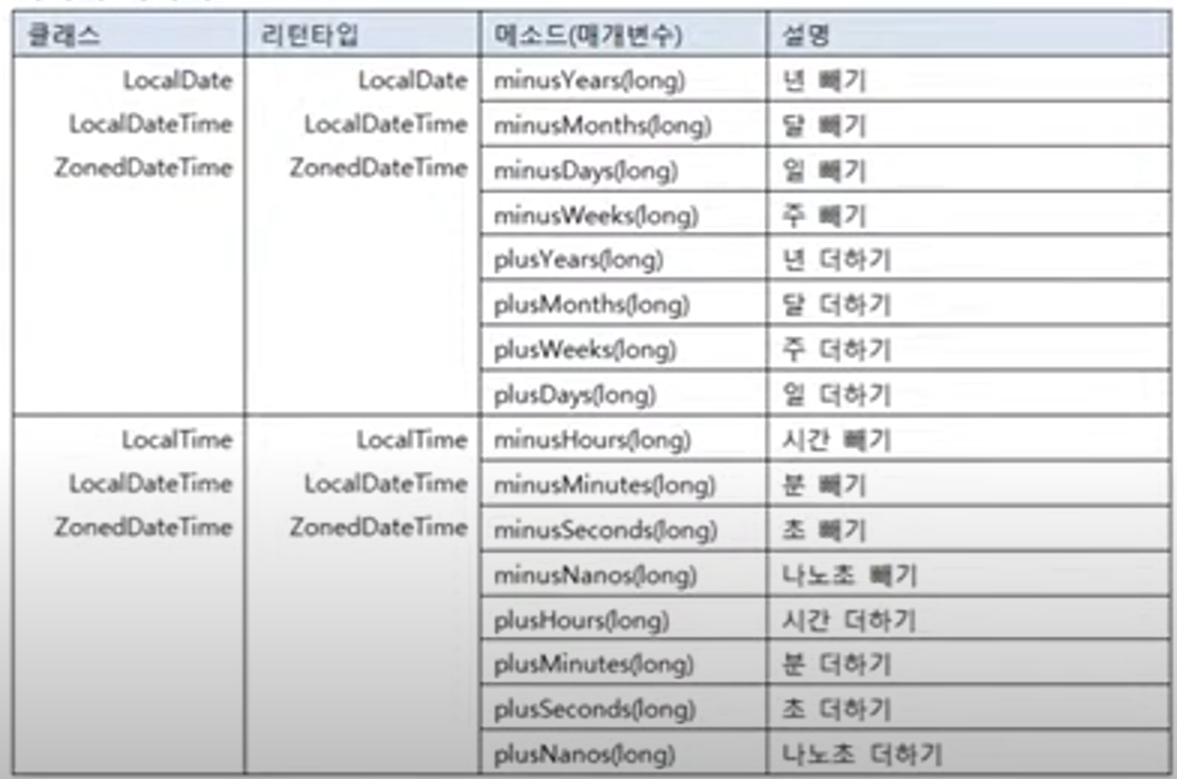 클래스 리턴타입 메소드(매개변수) 설명
LocalDate LocalDate minusYears(long) 년 빼기
LocalDateTime LocalDateTime minusMonths(long) 달 빼기
ZonedDateTime ZonedDateTime minusDays(long) 일 빼기
minusWeeks(long) 주 빼기
plusYears(long) 년 더하기
plusMonths(long) 달 더하기
plusWeeks(long) 주 더하기
plusDays(long) 일 더하기
LocalTime LocalTime minusHours(long) 시간 빼기
LocalDateTime LocalDateTime minusMinutes(long) 분 빼기
ZonedDateTime ZonedDateTime minusSeconds(long) 초 빼기
minusNanos(long) 나노초 빼기
plusHours(long) 시간 더하기
plusMinutes(long) 분 더하기
plusSeconds(long) 초 더하기
plusNanos(long) 나노초 더하기